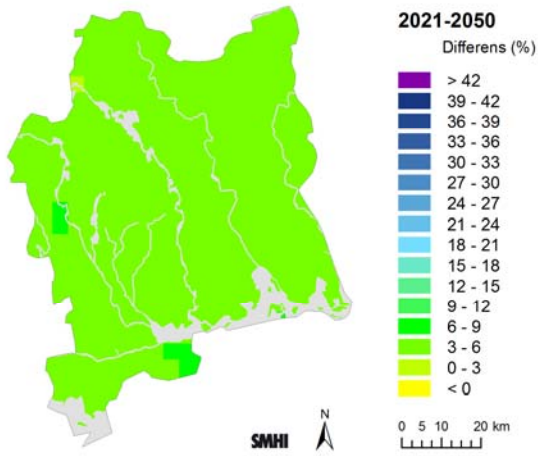 2021-2050
Differens (%)
> 42
39 - 42
36 - 39
33 - 36
30 - 33
27 - 30
24 - 27
21 - 24
18 - 21
15 - 18
12 - 15
9 - 12
6 - 9
3 - 6
0 - 3
< 0
SMHI
N
0 5 10 20 km